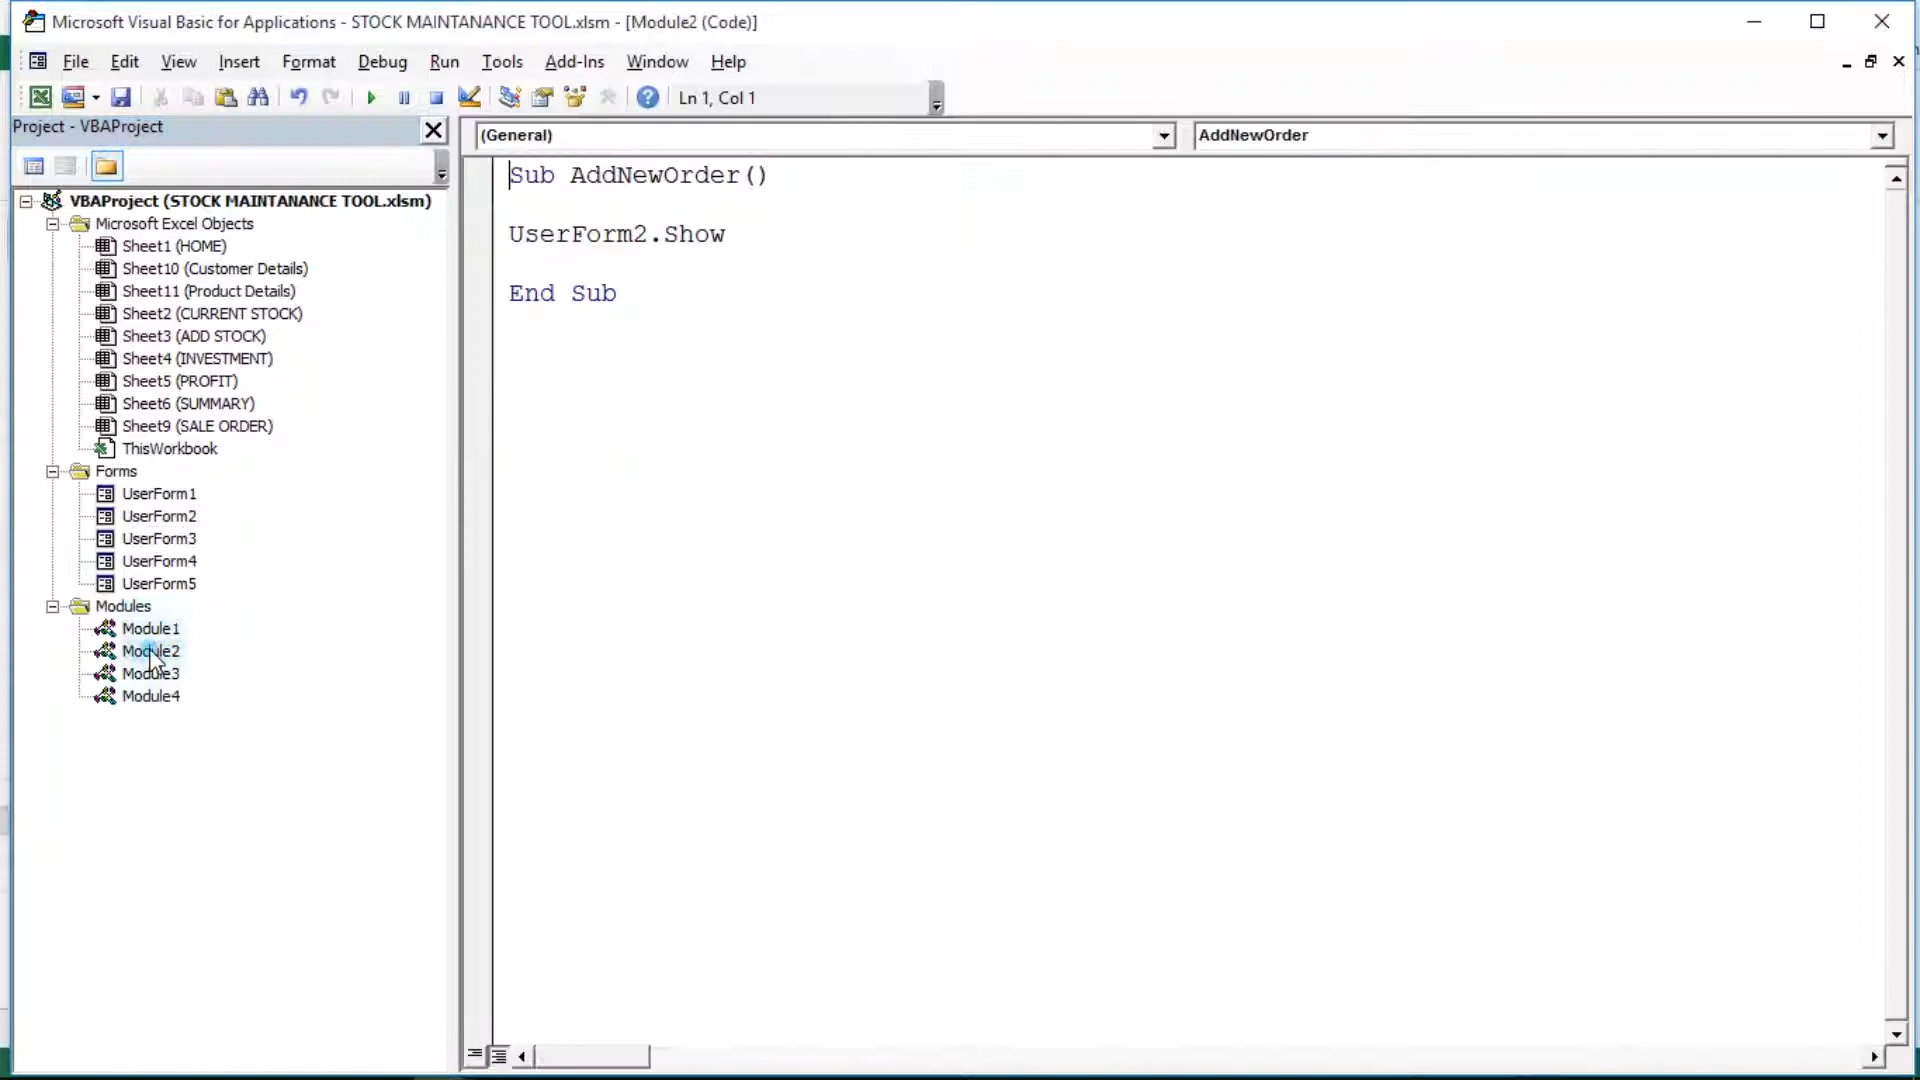 Microsoft Visual Basic for Applications - STOCK MAINTANANCE TOOL.xlsm - [Module2 (Code)]
File Edit View Insert Format Debug Run Tools Add-Ins Window Help
Ln 1, Col 1
Project - VBAProject
(General)
AddNewOrder
VBAProject (STOCK MAINTANANCE TOOL.xlsm)
Microsoft Excel Objects
Sheet1 (HOME)
Sheet10 (Customer Details)
Sheet11 (Product Details)
Sheet2 (CURRENT STOCK)
Sheet3 (ADD STOCK)
Sheet4 (INVESTMENT)
Sheet5 (PROFIT)
Sheet6 (SUMMARY)
Sheet9 (SALE ORDER)
ThisWorkbook
Forms
UserForm1
UserForm2
UserForm3
UserForm4
UserForm5
Modules
Module1
Module2
Module3
Module4
Sub AddNewOrder()
UserForm2.Show
End Sub